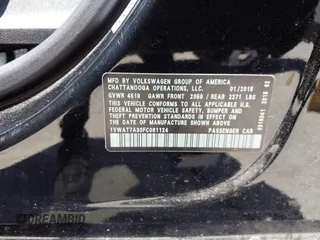 MFD BY VOLKSWAGEN GROUP OF AMERICA
CHATTANOOGA OPERATIONS, LLC. 01/2015
GVWR 4519 GAWR FRONT 2359 / REAR 2271 LBS
THIS VEHICLE CONFORMS TO ALL APPLICABLE U.S.
FEDERAL MOTOR VEHICLE SAFETY, BUMPER, AND
THEFT PREVENTION STANDARDS IN EFFECT ON THE
DATE OF MANUFACTURE SHOWN ABOVE.
1VWAT7A30FC081124 PASSENGER CAR
DREAMBID